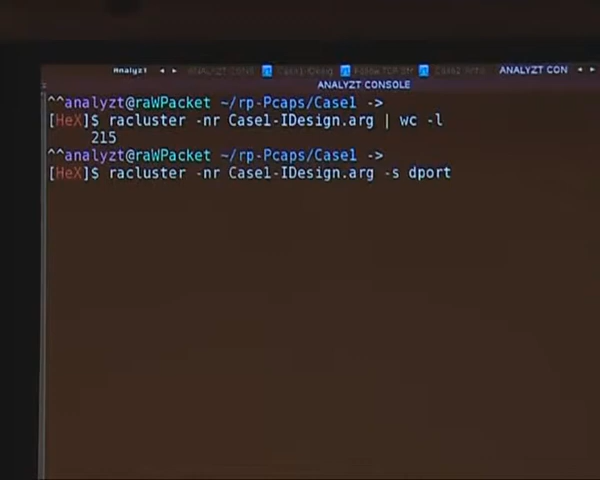 Analyzt
ANALYZT CON
ANALYZT CONSOLE
^^analyzt@raWPacket ~/rp-Pcaps/Case1 ->
[HeX]$ racluster -nr Case1-IDesign.arg | wc -l
215
^^analyzt@raWPacket ~/rp-Pcaps/Case1 ->
[HeX]$ racluster -nr Case1-IDesign.arg -s dport